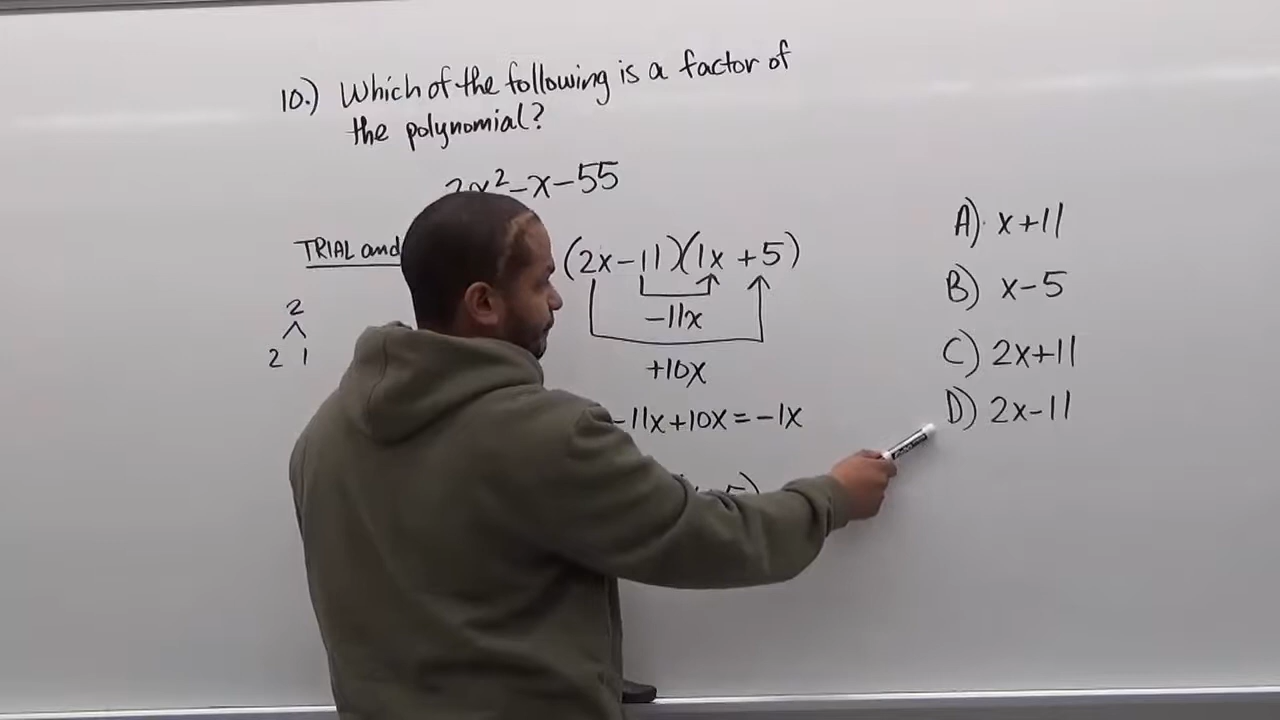 10.) Which of the following is a factor of
the polynomial?
2x²-x-55
TRIAL and
(2x-11)(1x+5)
2
2 1
-11x
+10x
-11x+10x=-1x
A) x+11
B) x-5
C) 2x+11
D) 2x-11